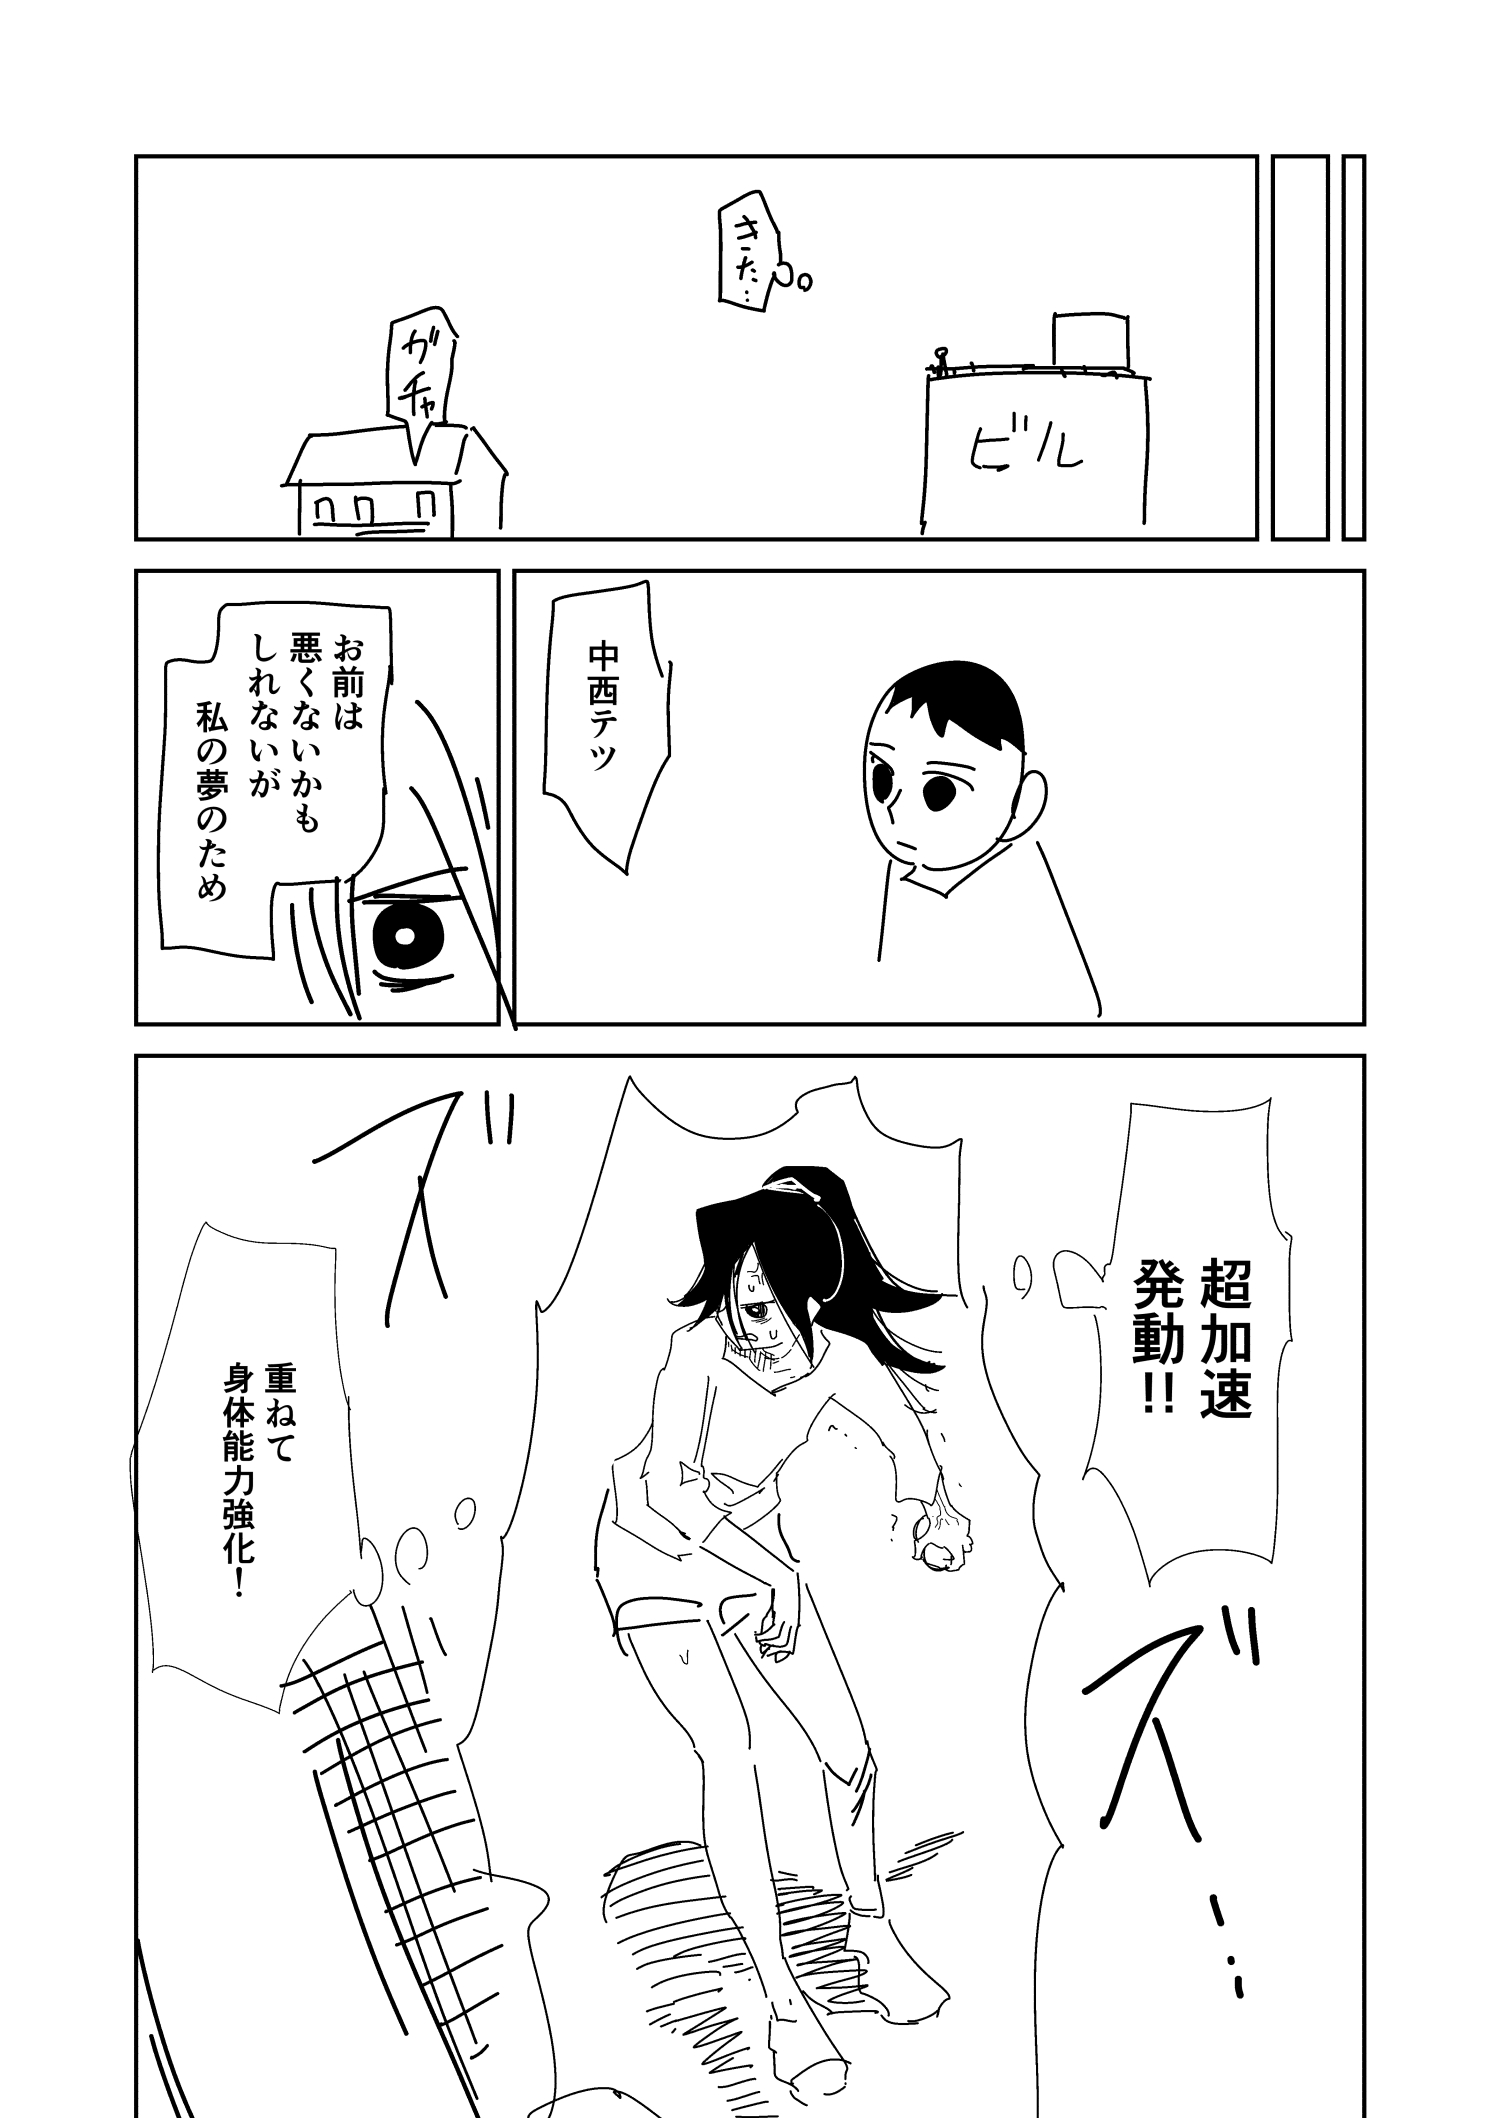 きた…
ビル
ガチャ
中西テツ
お前は
悪くないかも
しれないが
私の夢のため
超加速
発動!!
ズ
重ねて
身体能力強化!
ズ…